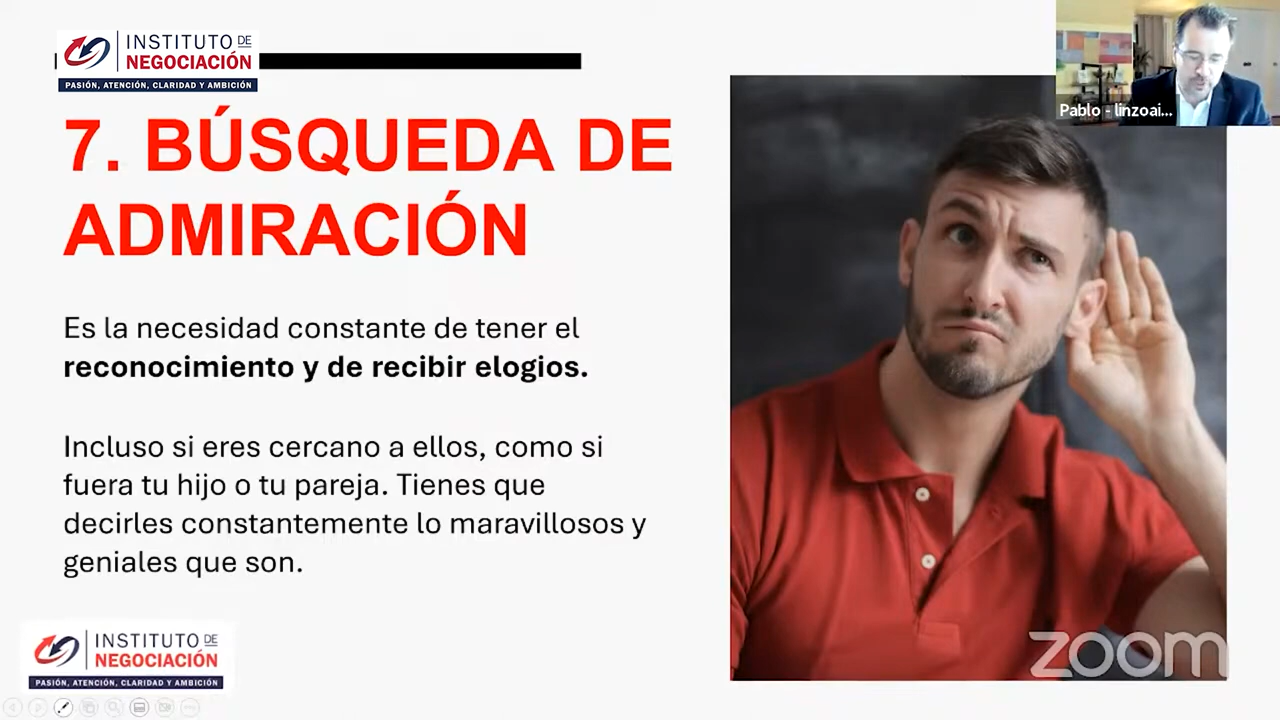 INSTITUTO DE
NEGOCIACIÓN
PASIÓN, ATENCIÓN, CLARIDAD Y AMBICIÓN
Pablo - linzoai...
7. BÚSQUEDA DE
ADMIRACIÓN
Es la necesidad constante de tener el
reconocimiento y de recibir elogios.
Incluso si eres cercano a ellos, como si
fuera tu hijo o tu pareja. Tienes que
decirles constantemente lo maravillosos y
geniales que son.
INSTITUTO DE
NEGOCIACIÓN
PASIÓN, ATENCIÓN, CLARIDAD Y AMBICIÓN
zoom